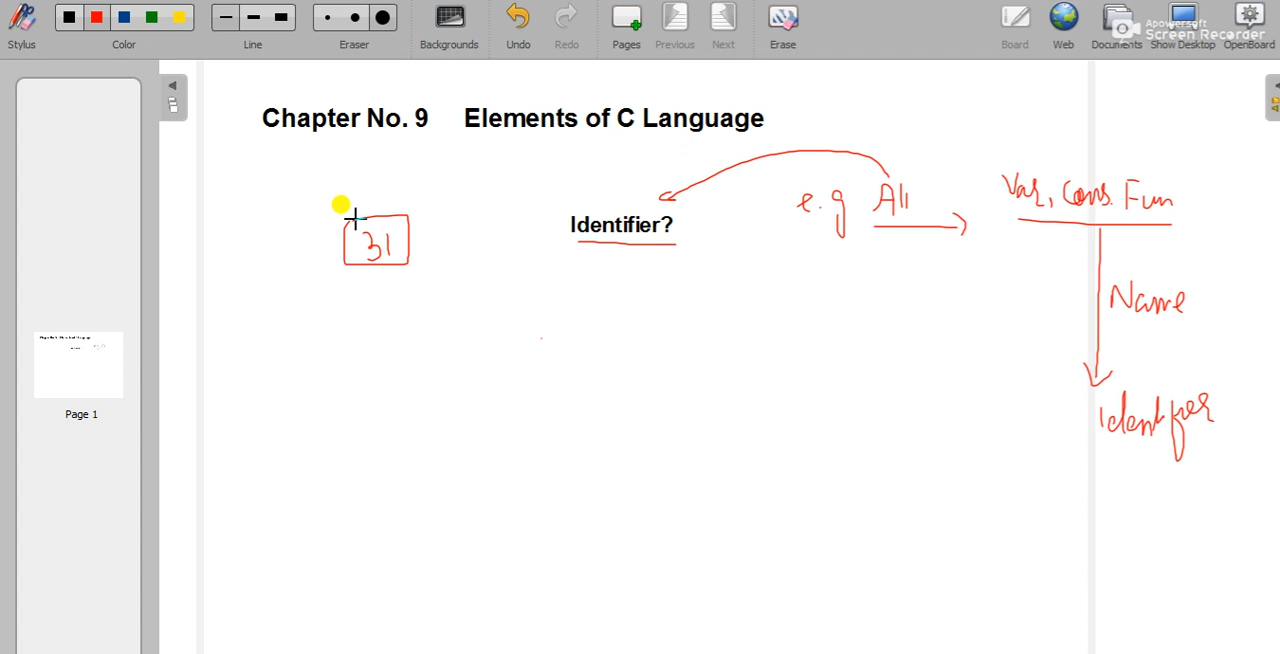 Stylus Color Line Eraser Backgrounds Undo Redo Pages Previous Next Erase Board Web Documents Show Desktop OpenBoard
Apowersoft
Screen Recorder
Chapter No. 9 Elements of C Language
e.g Ali Var, Cons. Fun
Identifier?
31
Name
Identifier
Page 1